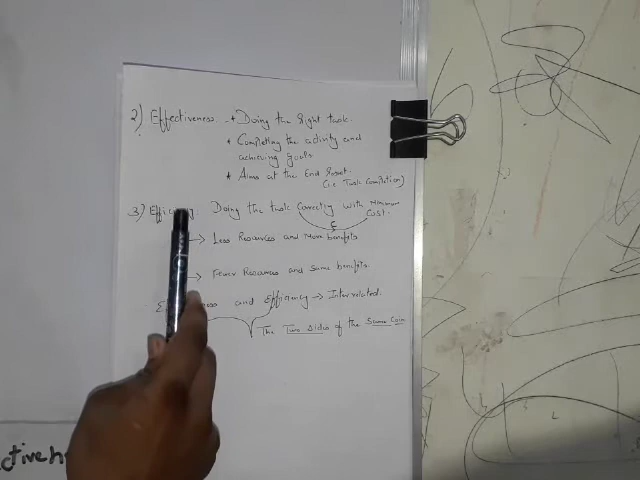 2) Effectiveness → Doing the right task.
* Completing the activity and
achieving goals
* Aims at the End Result
(i.e Task Completion)
3) Doing the task Correctly with Minimum
Cost.
&
→ Less Resources and More benefits
→ Fewer Resources and same benefits.
and Efficiency → Interrelated.
The Two Sides of the Same Coin